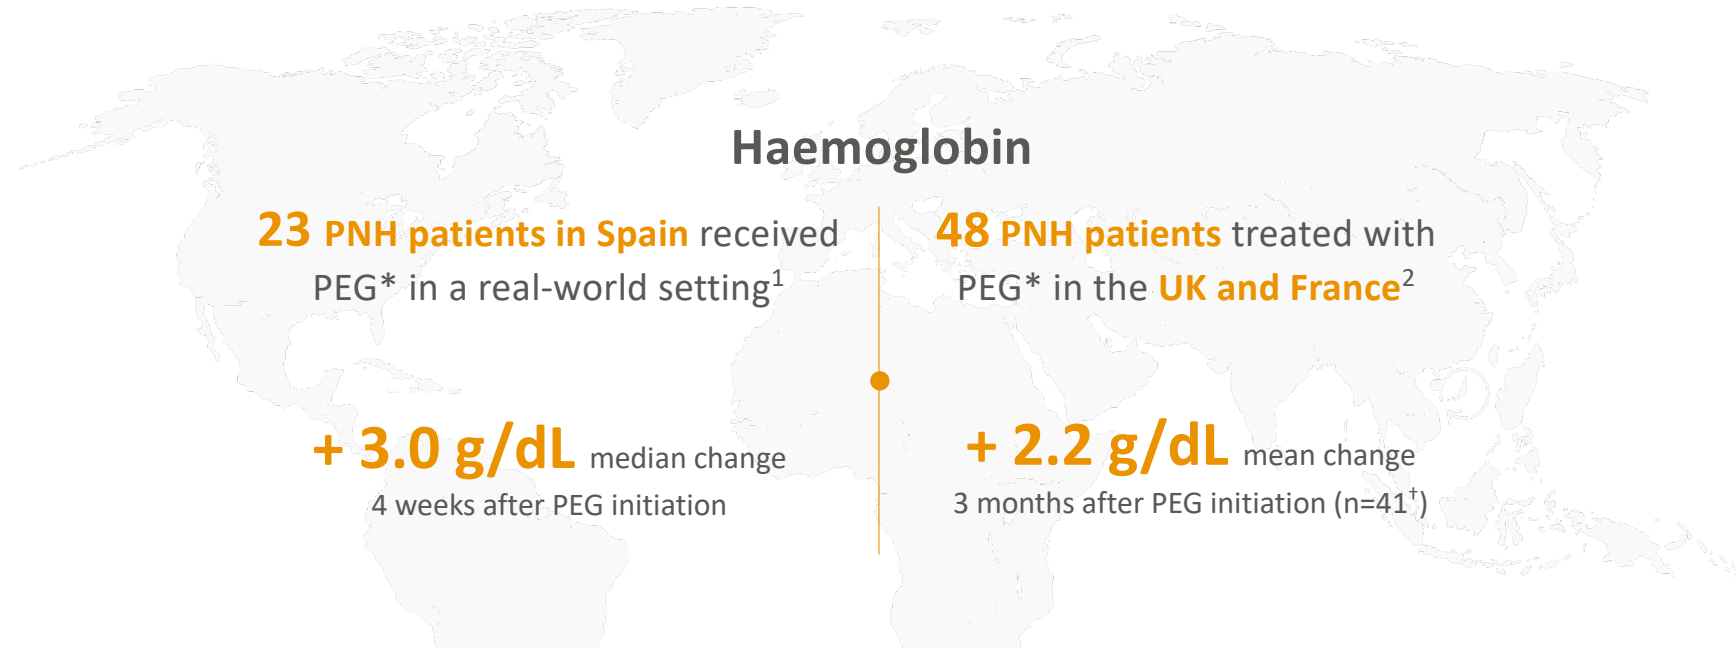 Haemoglobin
23 PNH patients in Spain received
PEG* in a real-world setting¹
+ 3.0 g/dL median change
4 weeks after PEG initiation
48 PNH patients treated with
PEG* in the UK and France²
+ 2.2 g/dL mean change
3 months after PEG initiation (n=41†)